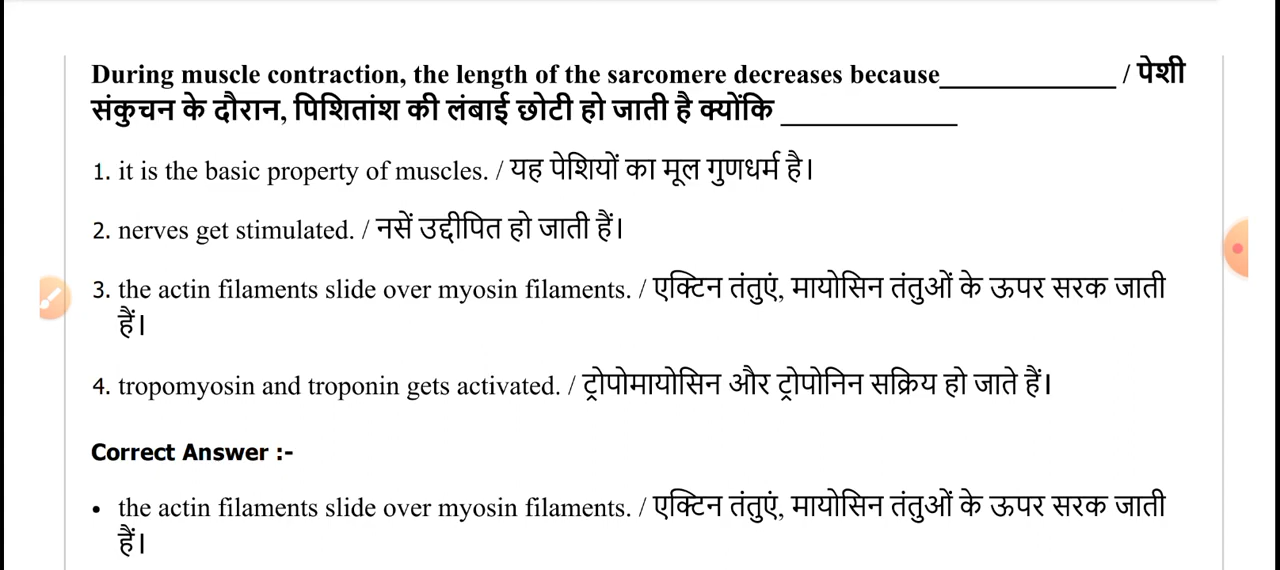 During muscle contraction, the length of the sarcomere decreases because_____________ / पेशी
संकुचन के दौरान, पिशितांश की लंबाई छोटी हो जाती है क्योंकि _____________
1. it is the basic property of muscles. / यह पेशियों का मूल गुणधर्म है।
2. nerves get stimulated. / नसें उद्दीपित हो जाती हैं।
3. the actin filaments slide over myosin filaments. / एक्टिन तंतुएं, मायोसिन तंतुओं के ऊपर सरक जाती
हैं।
4. tropomyosin and troponin gets activated. / ट्रोपोमायोसिन और ट्रोपोनिन सक्रिय हो जाते हैं।
Correct Answer :-
• the actin filaments slide over myosin filaments. / एक्टिन तंतुएं, मायोसिन तंतुओं के ऊपर सरक जाती
हैं।